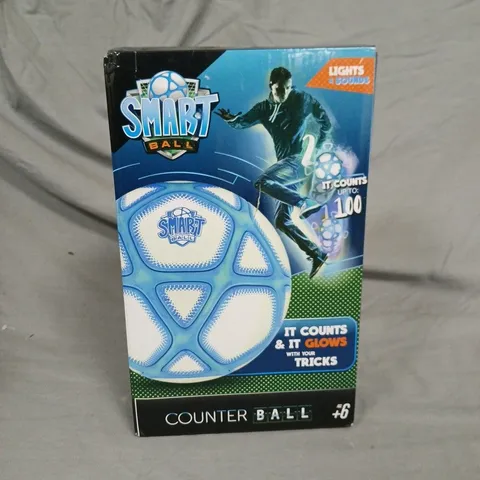 SMART
BALL
LIGHTS
& SOUNDS
IT COUNTS
UP TO:
100
SMART
BALL
IT COUNTS
& IT GLOWS
WITH YOUR
TRICKS
COUNTER BALL
+6